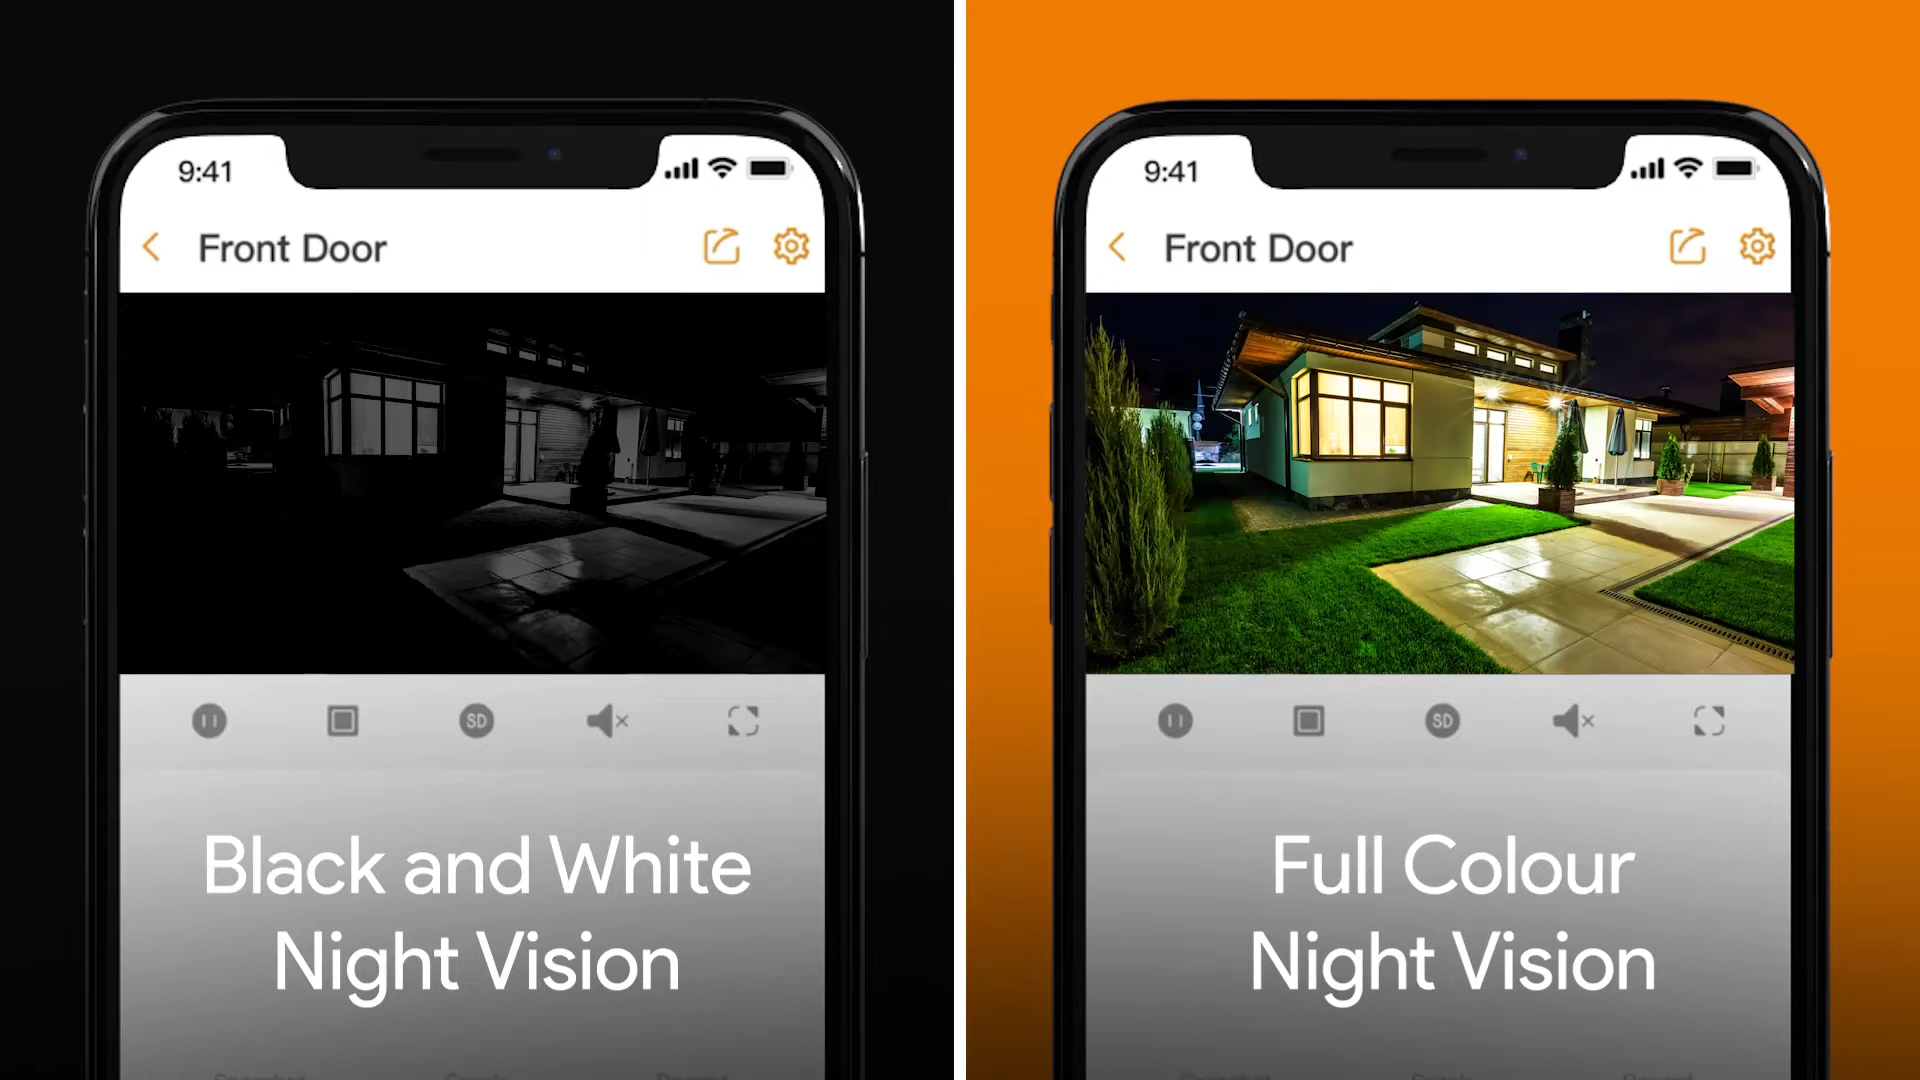 9:41
Front Door
SD
Black and White
Night Vision
9:41
Front Door
SD
Full Colour
Night Vision